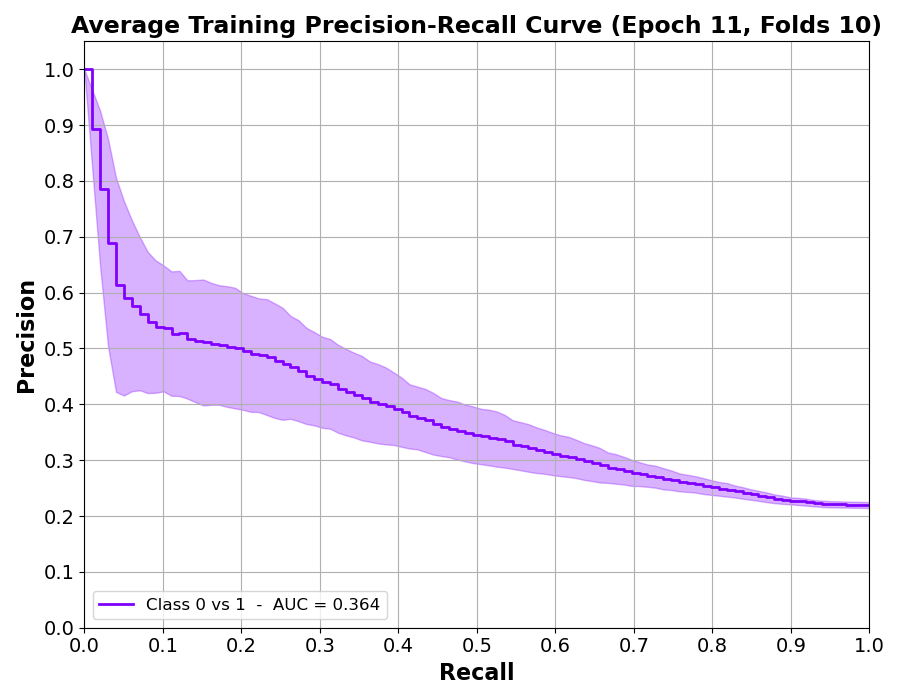 Average Training Precision-Recall Curve (Epoch 11, Folds 10)
Precision
1.0
0.9
0.8
0.7
0.6
0.5
0.4
0.3
0.2
0.1
0.0
Class 0 vs 1 - AUC = 0.364
0.0 0.1 0.2 0.3 0.4 0.5 0.6 0.7 0.8 0.9 1.0
Recall